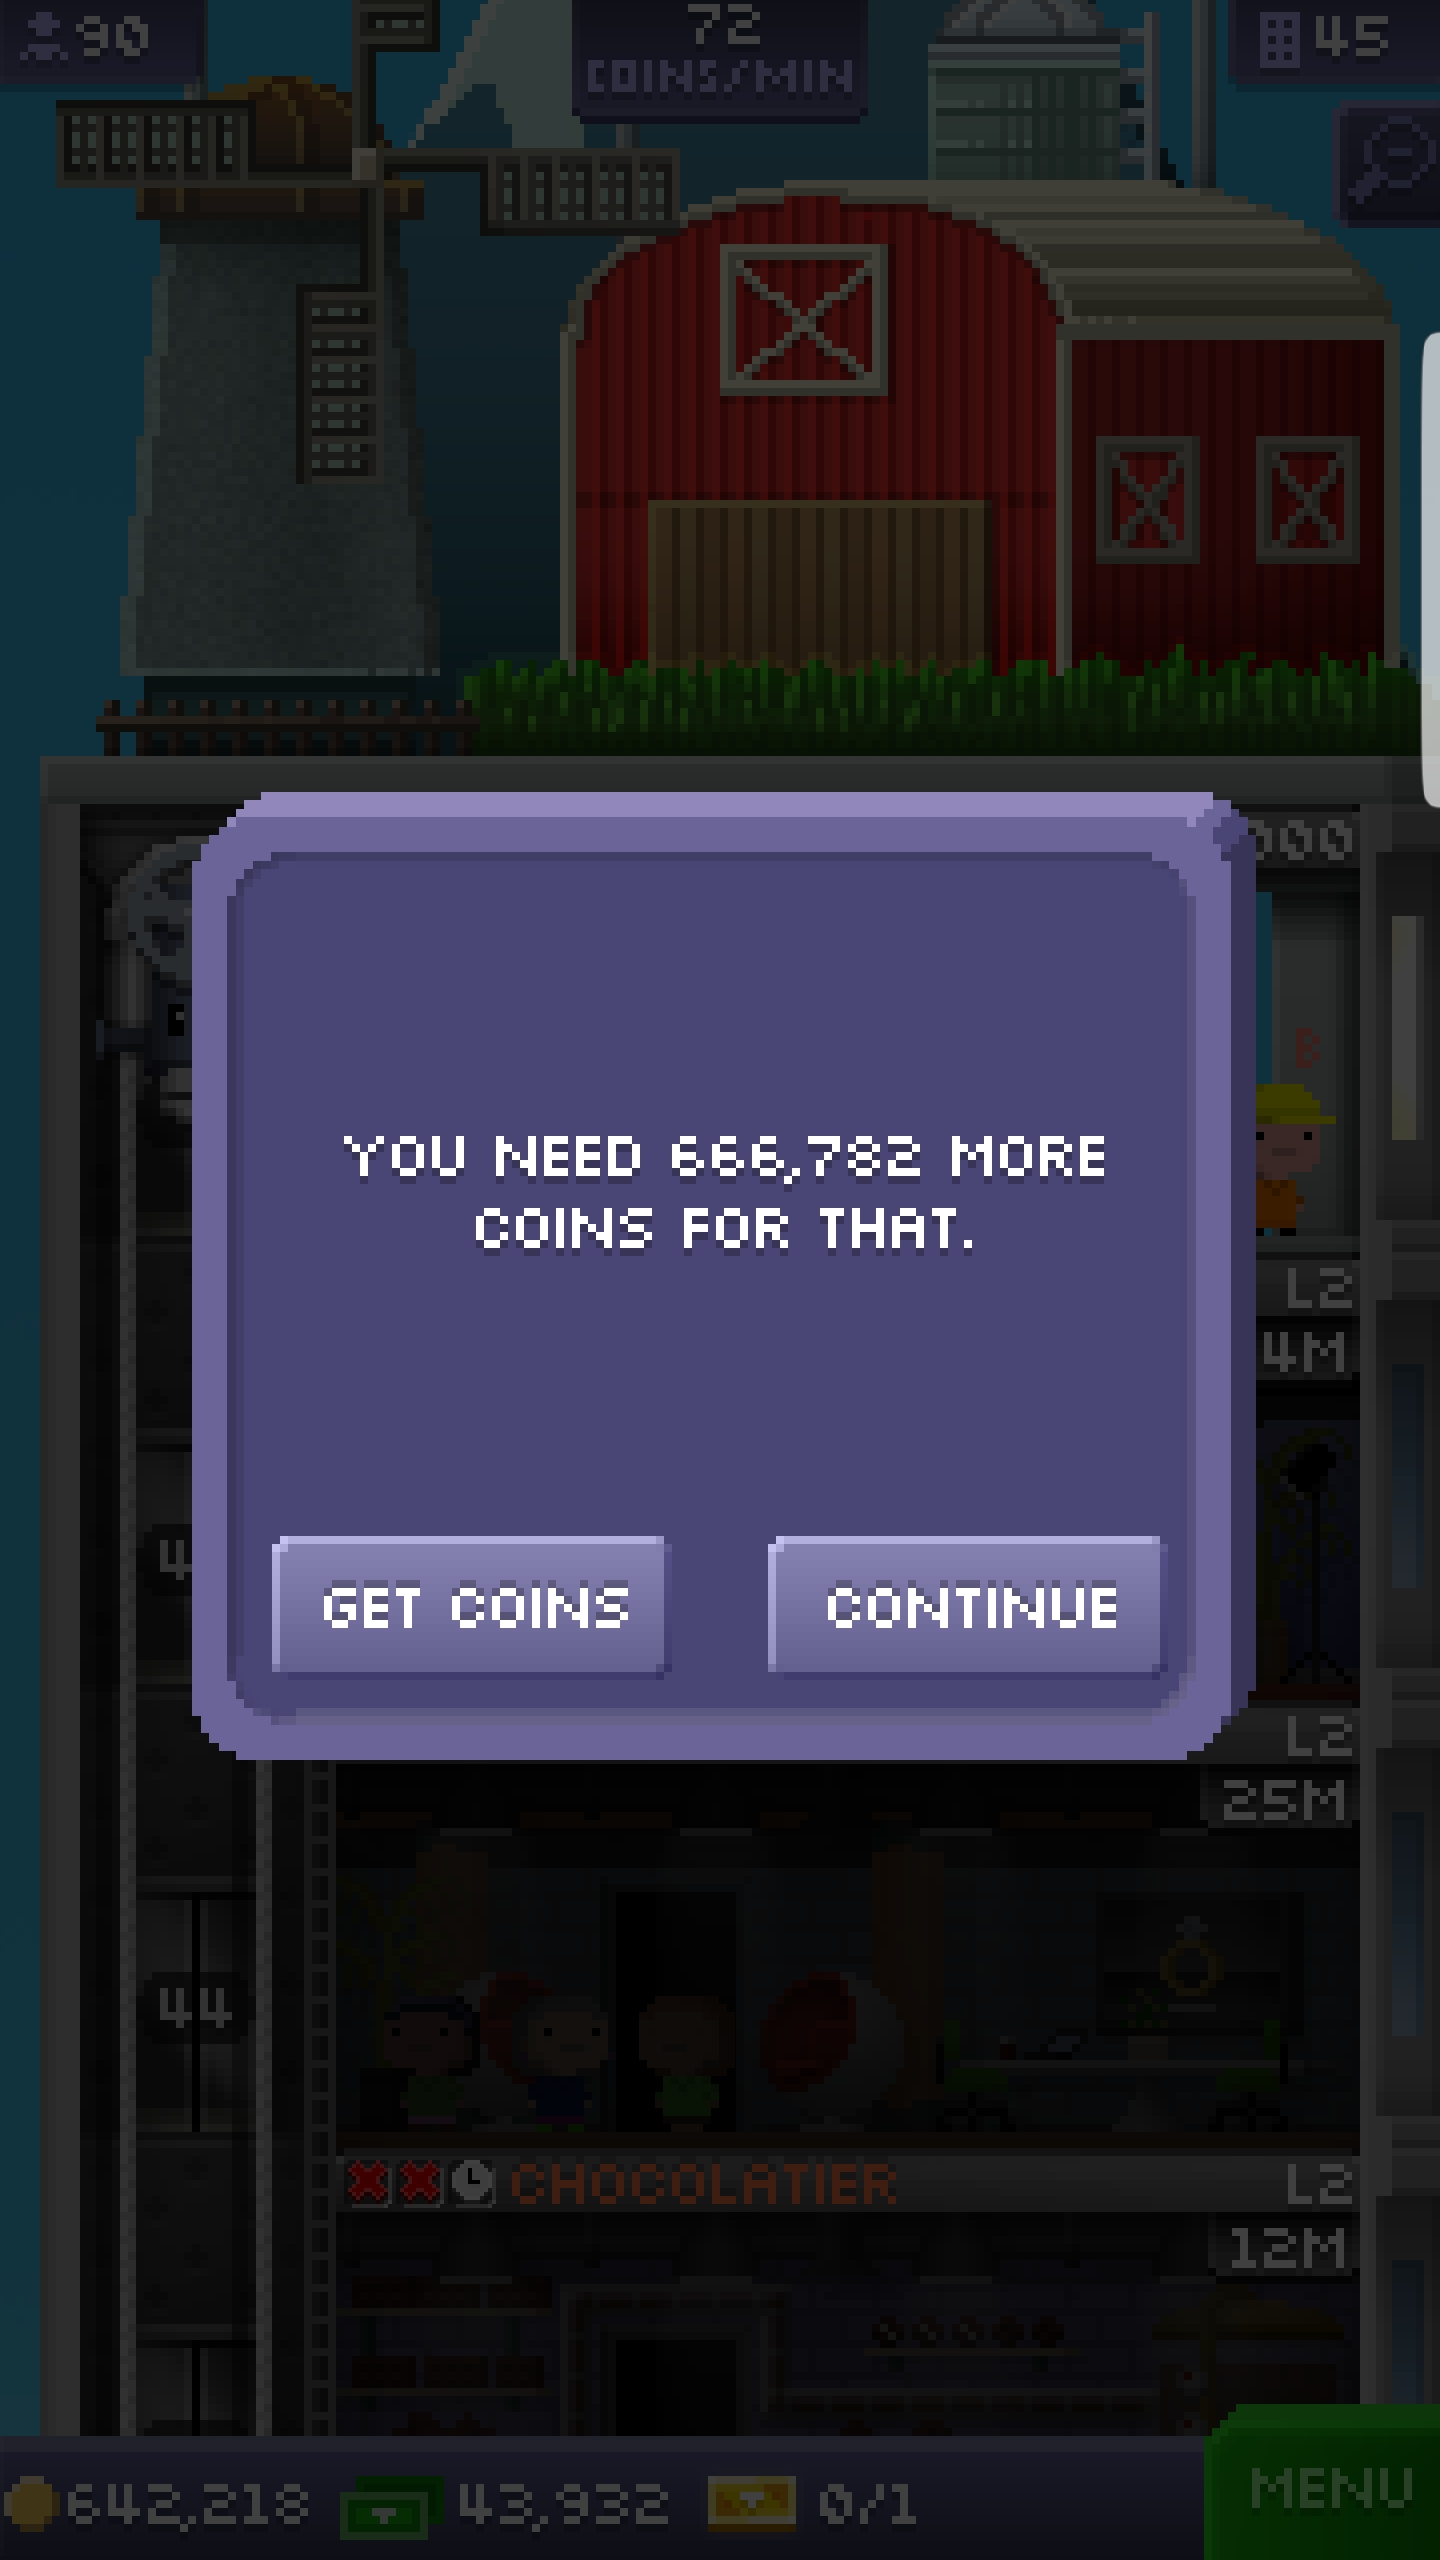 90
72
COINS/MIN
45
000
B
YOU NEED 666,782 MORE
COINS FOR THAT.
L2
4M
GET COINS
CONTINUE
L2
25M
44
CHOCOLATIER
L2
12M
642,218
43,932
0/1
MENU